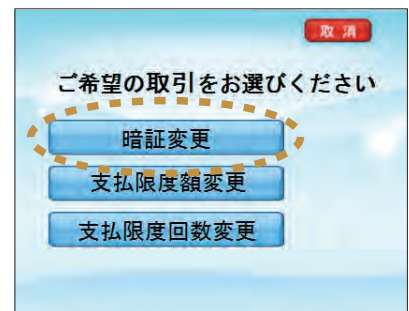 取消
ご希望の取引をお選びください
暗証変更
支払限度額変更
支払限度回数変更